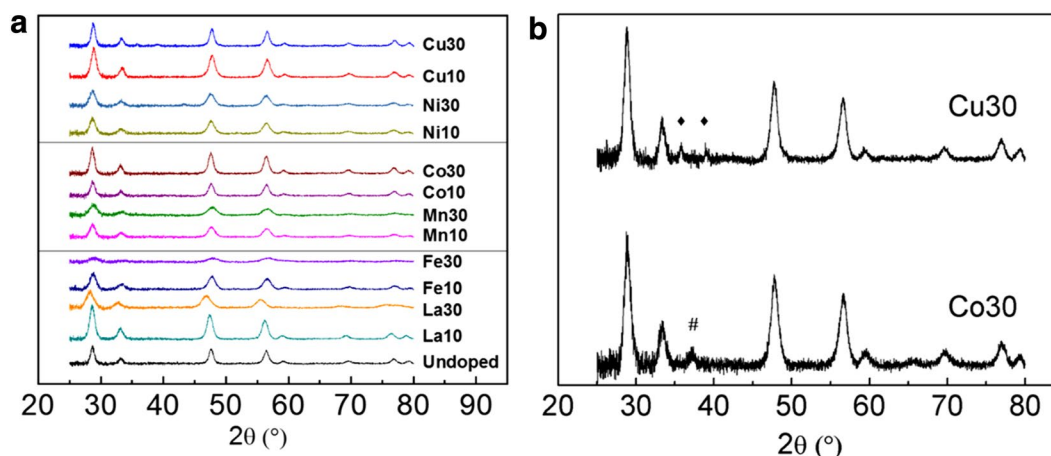 a
Cu30
Cu10
Ni30
Ni10
Co30
Co10
Mn30
Mn10
Fe30
Fe10
La30
La10
Undoped
20 30 40 50 60 70 80 90
2θ (°)
b
Cu30
♦ ♦
Co30
#
20 30 40 50 60 70 80
2θ (°)